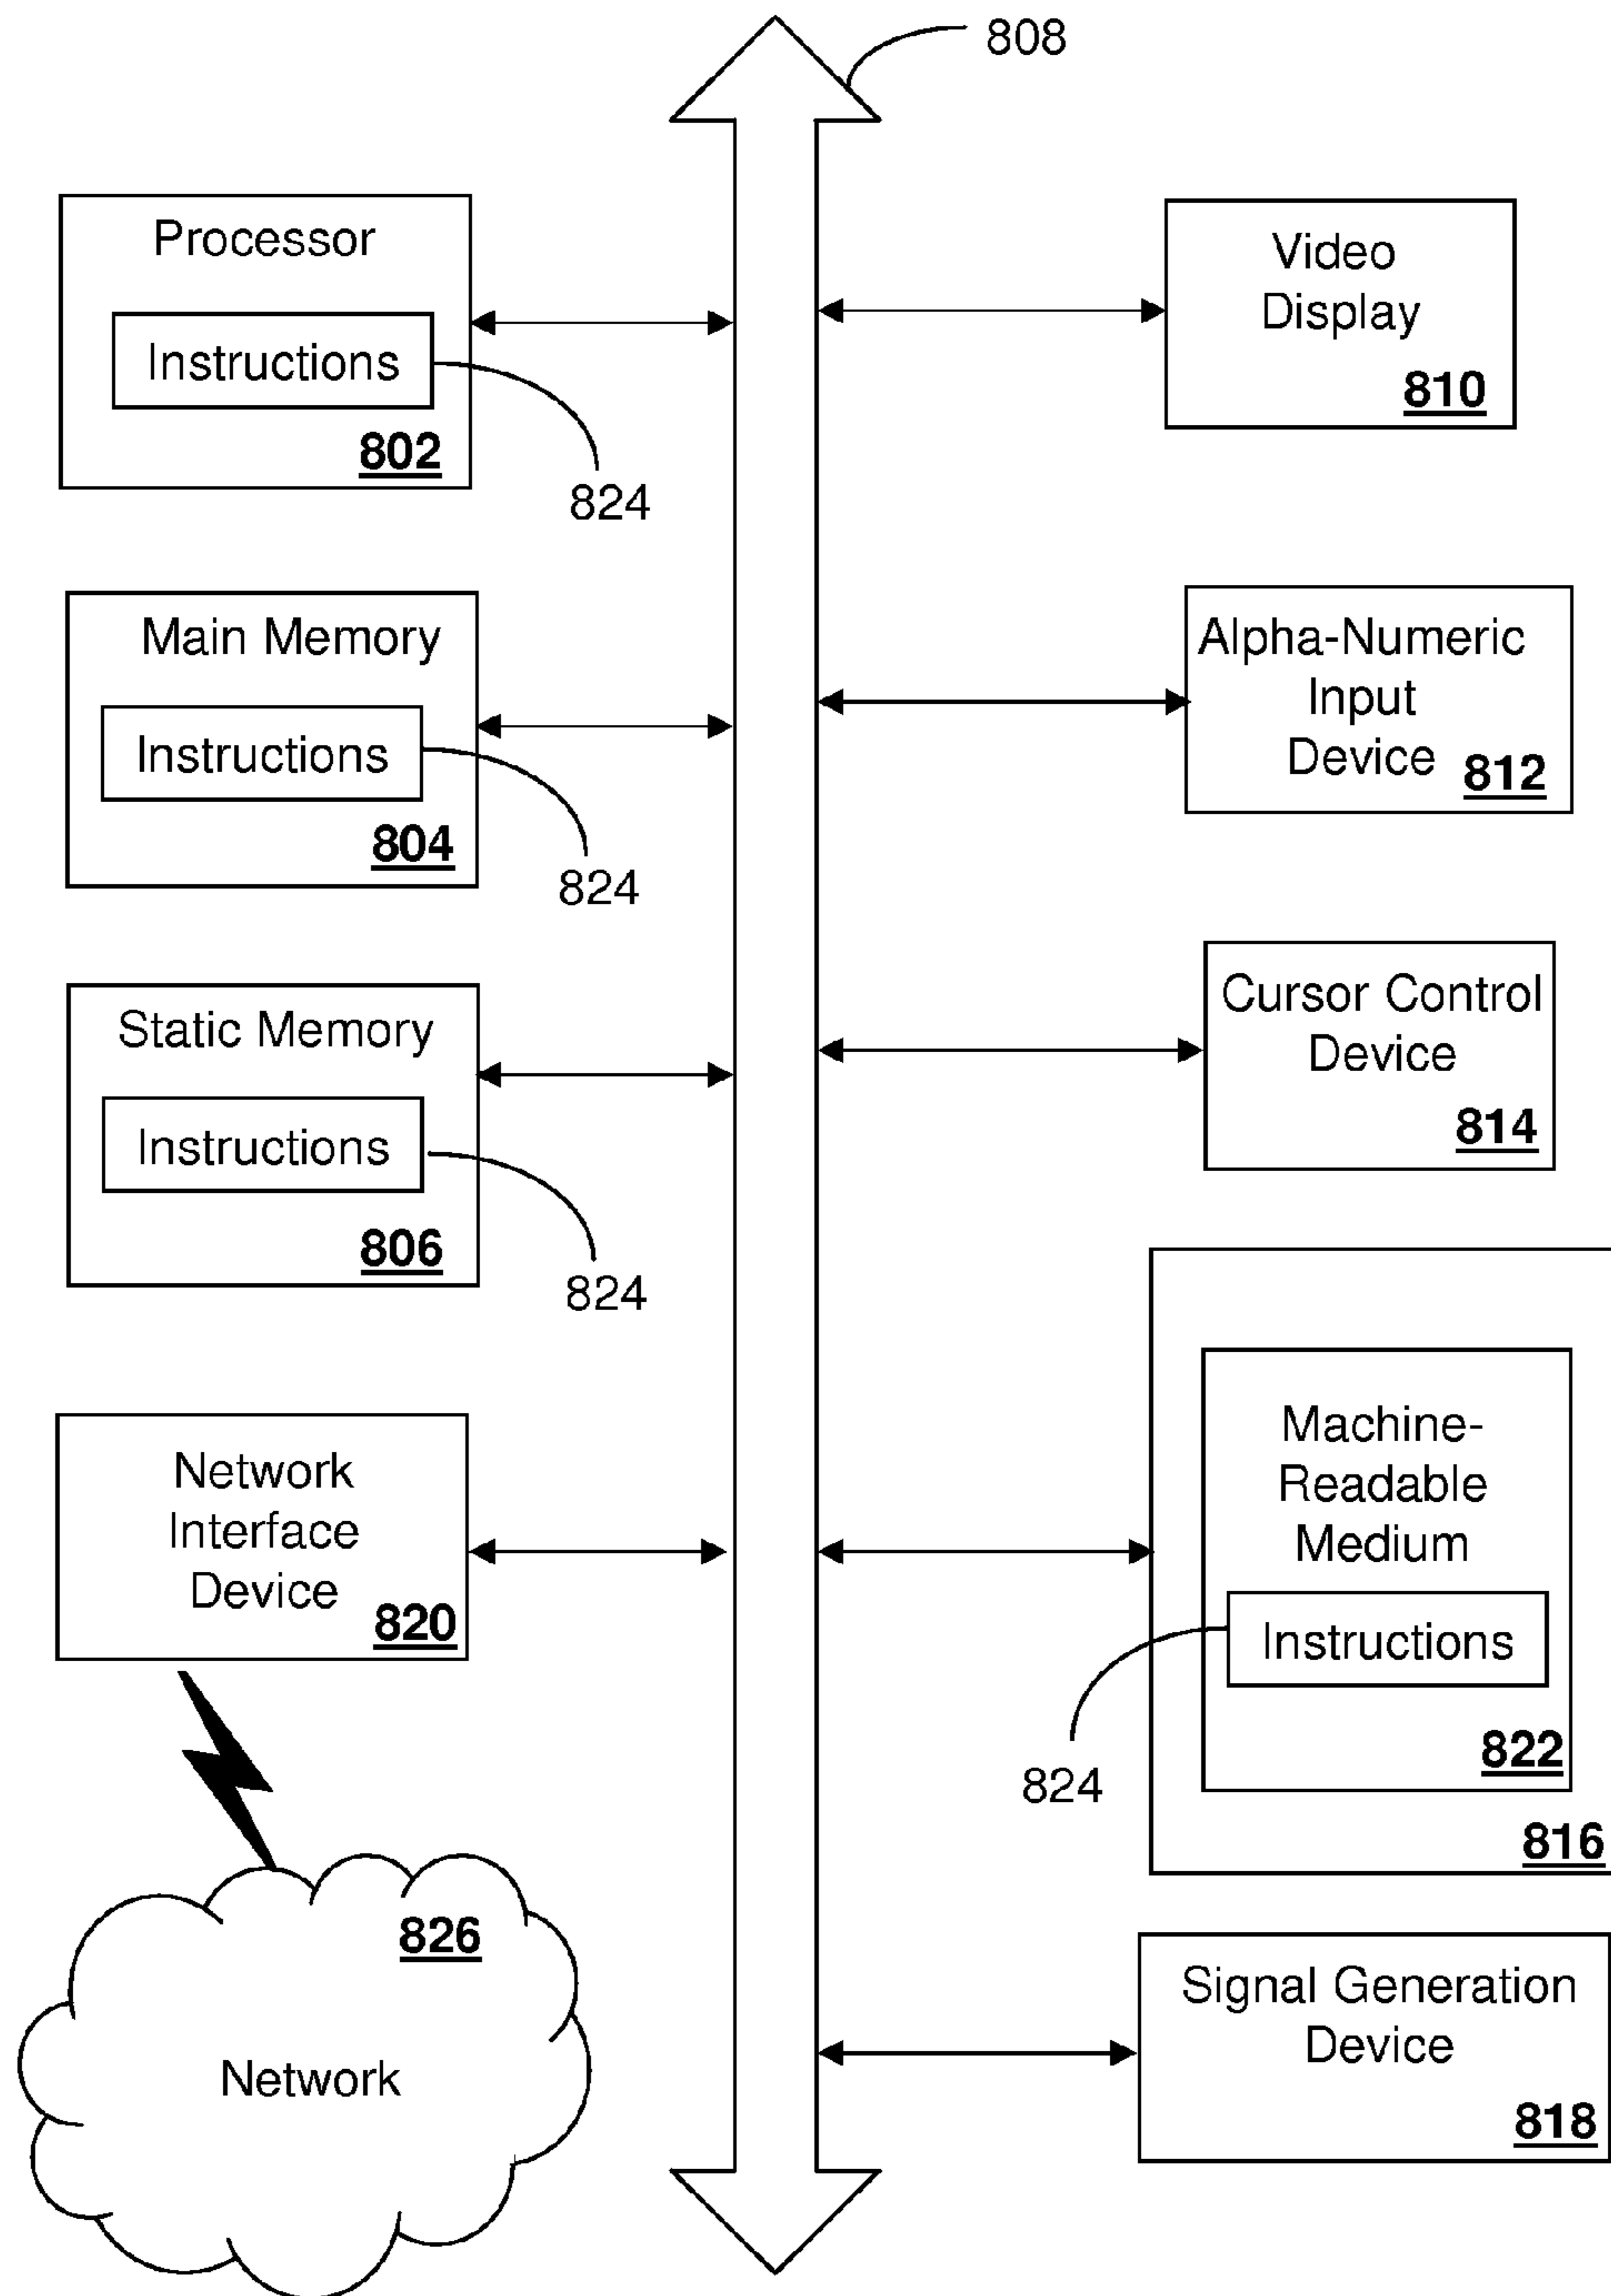 808
Processor
Instructions
802
824
Main Memory
Instructions
804
824
Static Memory
Instructions
806
824
Network
Interface
Device
820
826
Network
Video
Display
810
Alpha-Numeric
Input
Device
812
Cursor Control
Device
814
Machine-
Readable
Medium
Instructions
822
824
816
Signal Generation
Device
818